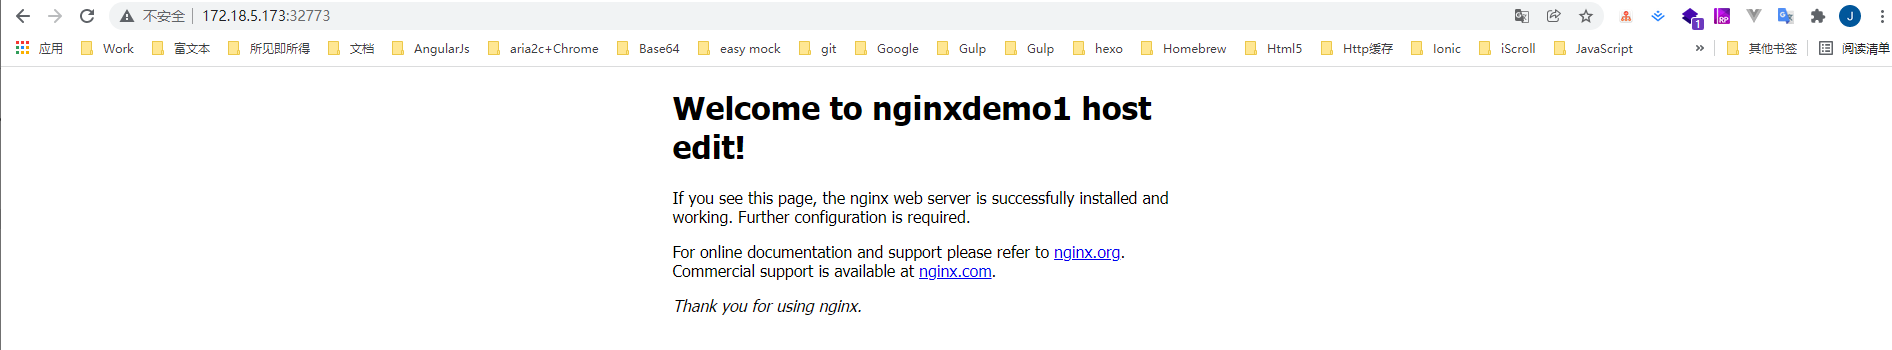 不安全 172.18.5.173:32773
J
1
RP
应用 Work 富文本 所见即所得 文档 AngularJs aria2c+Chrome Base64 easy mock git Google Gulp Gulp hexo Homebrew Html5 Http缓存 Ionic iScroll JavaScript » 其他书签 阅读清单
Welcome to nginxdemo1 host
edit!
If you see this page, the nginx web server is successfully installed and
working. Further configuration is required.
For online documentation and support please refer to nginx.org.
Commercial support is available at nginx.com.
Thank you for using nginx.